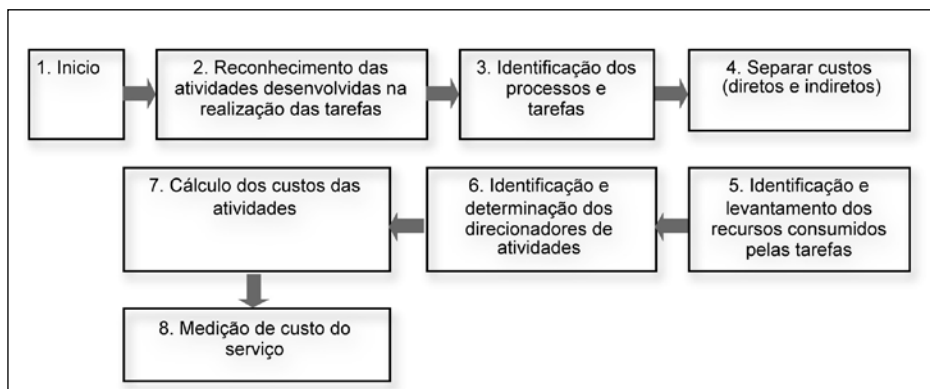 1. Inicio
2. Reconhecimento das
atividades desenvolvidas na
realização das tarefas
3. Identificação dos
processos e
tarefas
4. Separar custos
(diretos e indiretos)
5. Identificação e
levantamento dos
recursos consumidos
pelas tarefas
6. Identificação e
determinação dos
direcionadores de
atividades
7. Cálculo dos custos das
atividades
8. Medição de custo do
serviço